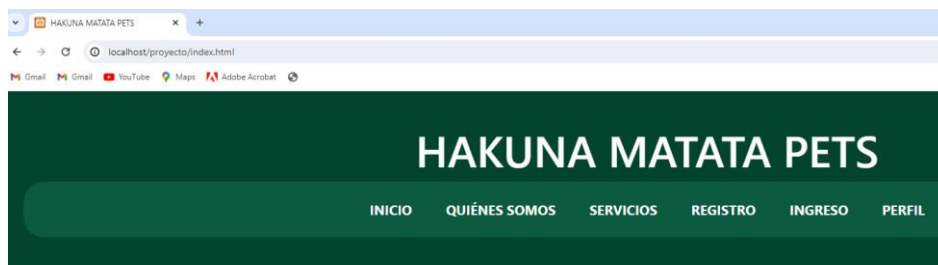 HAKUNA MATATA PETS
localhost/proyecto/index.html
Gmail Gmail YouTube Maps Adobe Acrobat
HAKUNA MATATA PETS
INICIO QUIÉNES SOMOS SERVICIOS REGISTRO INGRESO PERFIL